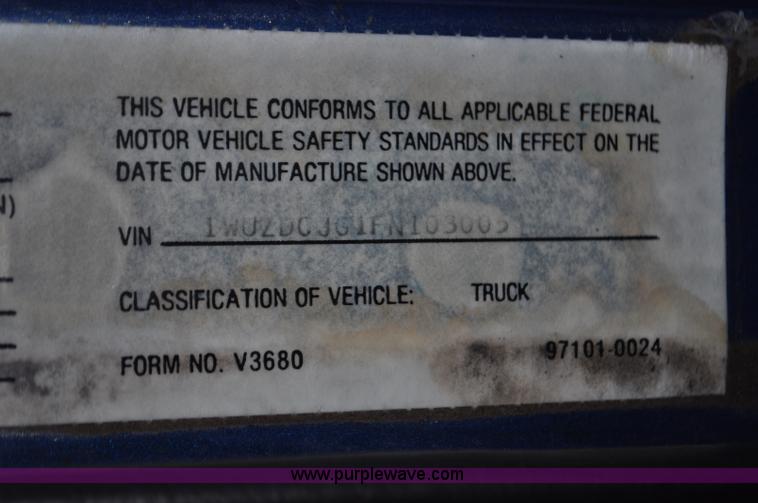 N)
THIS VEHICLE CONFORMS TO ALL APPLICABLE FEDERAL
MOTOR VEHICLE SAFETY STANDARDS IN EFFECT ON THE
DATE OF MANUFACTURE SHOWN ABOVE.
VIN 1WUZDCJG1FN103005
CLASSIFICATION OF VEHICLE: TRUCK
FORM NO. V3680 97101-0024
www.purplewave.com